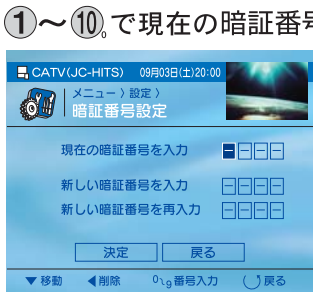 ①〜⑩で現在の暗証番号
CATV(JC-HITS) 09月03日(土)20:00
メニュー〉設定〉
暗証番号設定
現在の暗証番号を入力 ----
新しい暗証番号を入力 ----
新しい暗証番号を再入力 ----
決定 戻る
▼移動 ◀削除 0~9番号入力 戻る